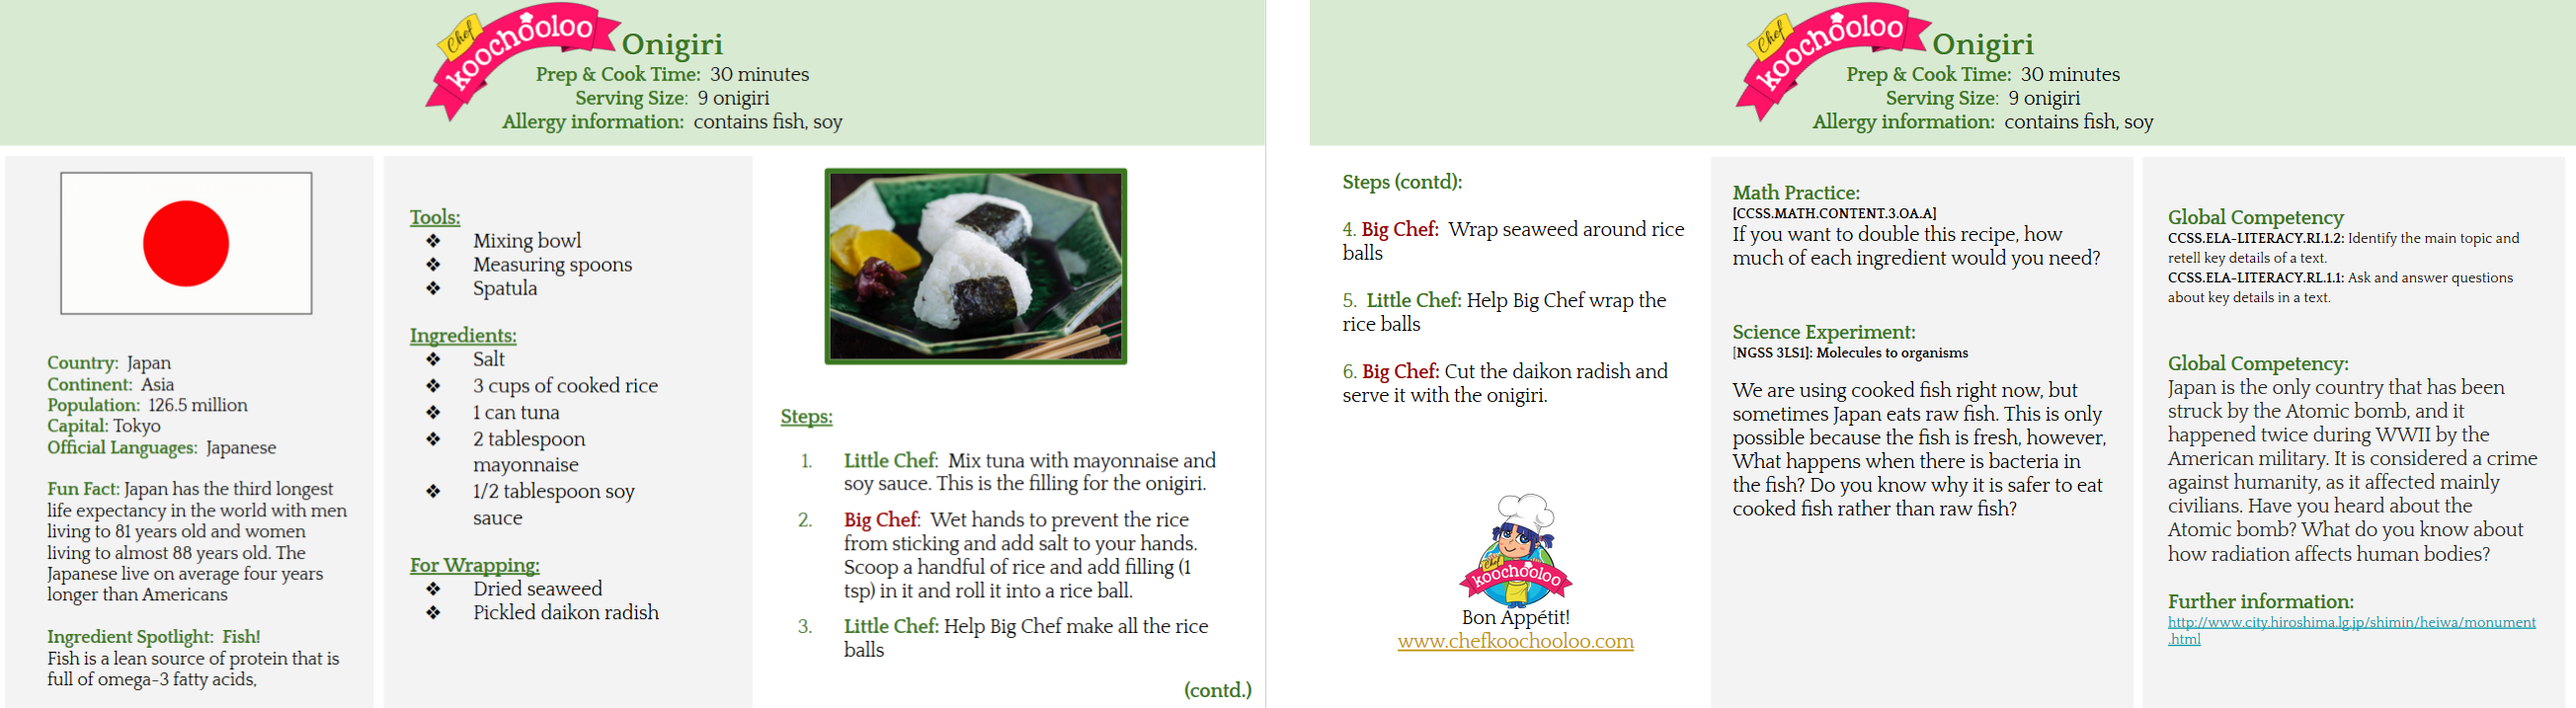 Chef
koochooloo
Onigiri
Prep & Cook Time: 30 minutes
Serving Size: 9 onigiri
Allergy information: contains fish, soy
Country: Japan
Continent: Asia
Population: 126.5 million
Capital: Tokyo
Official Languages: Japanese
Fun Fact: Japan has the third longest
life expectancy in the world with men
living to 81 years old and women
living to almost 88 years old. The
Japanese live on average four years
longer than Americans
Ingredient Spotlight: Fish!
Fish is a lean source of protein that is
full of omega-3 fatty acids,
Tools:
❖ Mixing bowl
❖ Measuring spoons
❖ Spatula
Ingredients:
❖ Salt
❖ 3 cups of cooked rice
❖ 1 can tuna
❖ 2 tablespoon
mayonnaise
❖ 1/2 tablespoon soy
sauce
For Wrapping:
❖ Dried seaweed
❖ Pickled daikon radish
Steps:
1. Little Chef: Mix tuna with mayonnaise and
soy sauce. This is the filling for the onigiri.
2. Big Chef: Wet hands to prevent the rice
from sticking and add salt to your hands.
Scoop a handful of rice and add filling (1
tsp) in it and roll it into a rice ball.
3. Little Chef: Help Big Chef make all the rice
balls
(contd.)
Chef
koochooloo
Onigiri
Prep & Cook Time: 30 minutes
Serving Size: 9 onigiri
Allergy information: contains fish, soy
Steps (contd):
4. Big Chef: Wrap seaweed around rice
balls
5. Little Chef: Help Big Chef wrap the
rice balls
6. Big Chef: Cut the daikon radish and
serve it with the onigiri.
Chef
koochooloo
Bon Appétit!
www.chefkoochooloo.com
Math Practice:
[CCSS.MATH.CONTENT.3.OA.A]
If you want to double this recipe, how
much of each ingredient would you need?
Science Experiment:
[NGSS 3LS1]: Molecules to organisms
We are using cooked fish right now, but
sometimes Japan eats raw fish. This is only
possible because the fish is fresh, however,
What happens when there is bacteria in
the fish? Do you know why it is safer to eat
cooked fish rather than raw fish?
Global Competency
CCSS.ELA-LITERACY.RI.1.2: Identify the main topic and
retell key details of a text.
CCSS.ELA-LITERACY.RL.1.1: Ask and answer questions
about key details in a text.
Global Competency:
Japan is the only country that has been
struck by the Atomic bomb, and it
happened twice during WWII by the
American military. It is considered a crime
against humanity, as it affected mainly
civilians. Have you heard about the
Atomic bomb? What do you know about
how radiation affects human bodies?
Further information:
http://www.city.hiroshima.lg.jp/shimin/heiwa/monument
.html